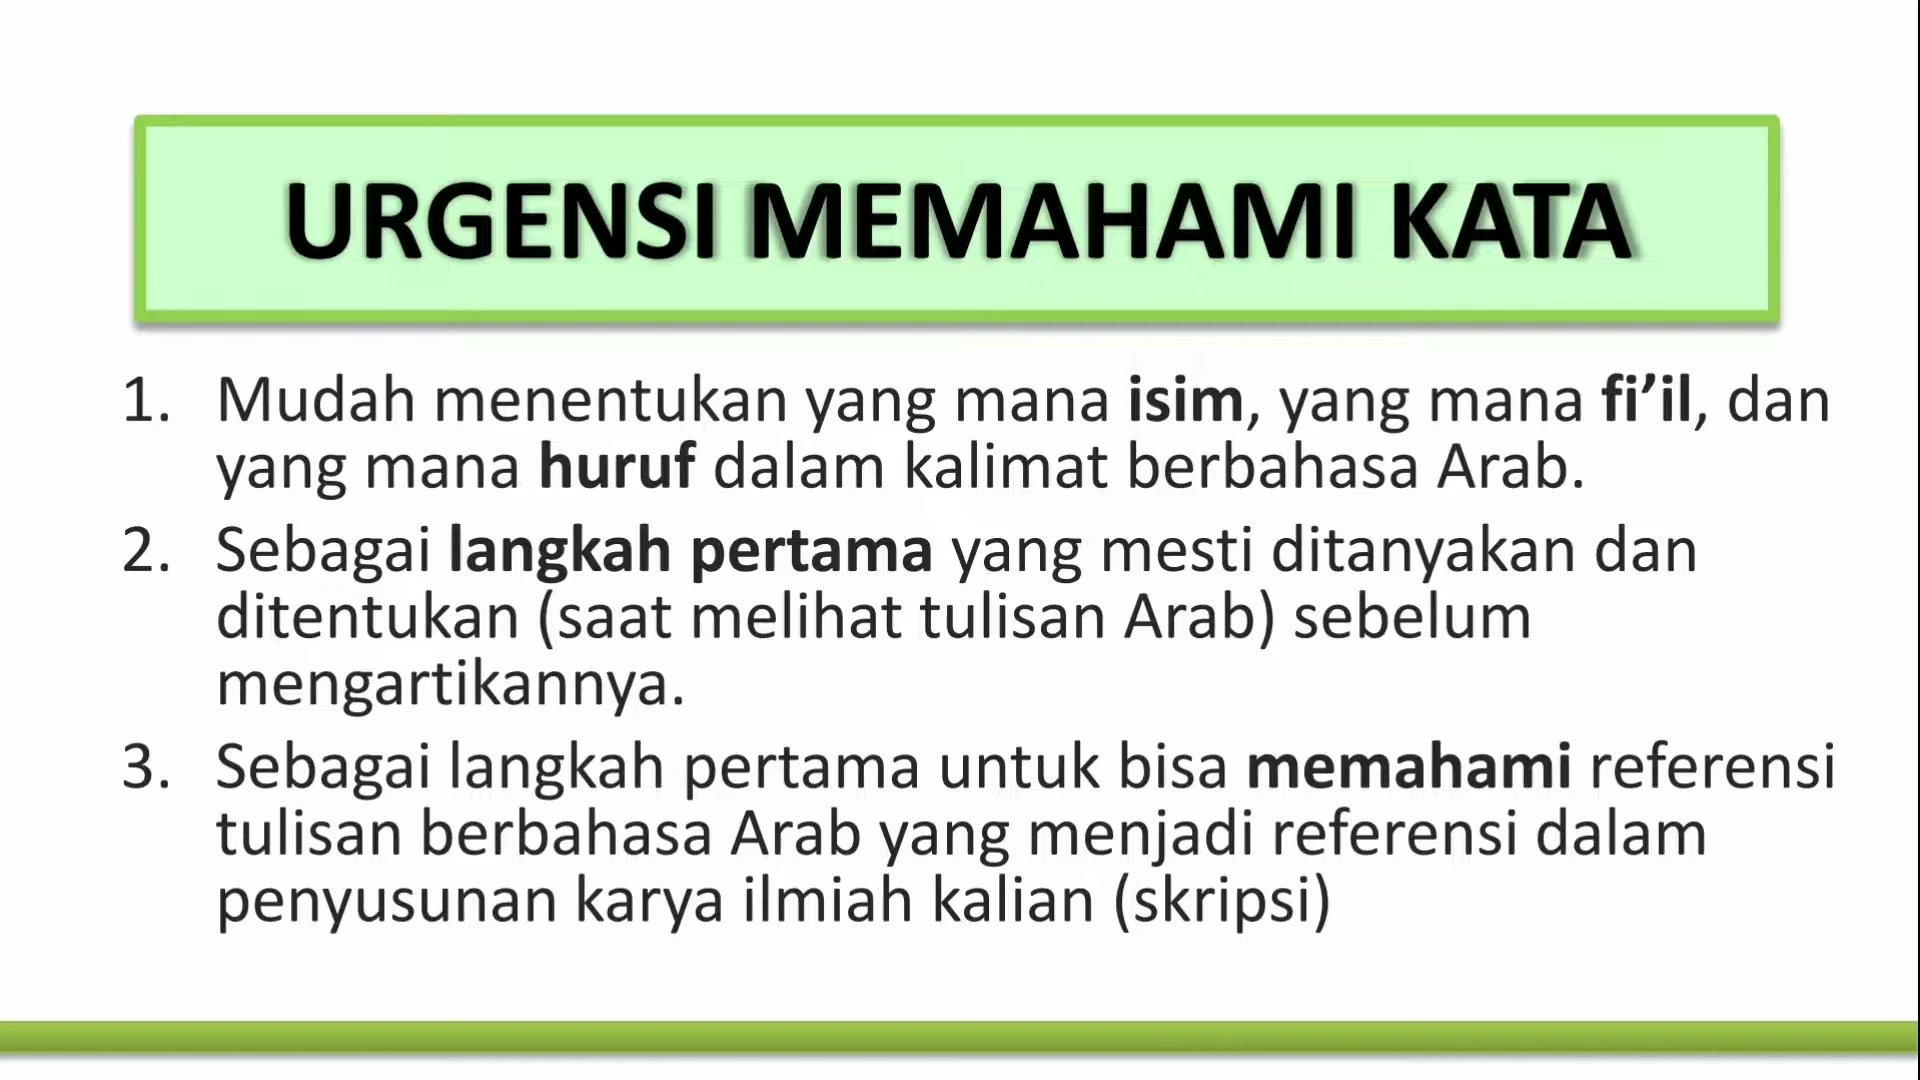 URGENSI MEMAHAMI KATA
1. Mudah menentukan yang mana isim, yang mana fi’il, dan
yang mana huruf dalam kalimat berbahasa Arab.
2. Sebagai langkah pertama yang mesti ditanyakan dan
ditentukan (saat melihat tulisan Arab) sebelum
mengartikannya.
3. Sebagai langkah pertama untuk bisa memahami referensi
tulisan berbahasa Arab yang menjadi referensi dalam
penyusunan karya ilmiah kalian (skripsi)